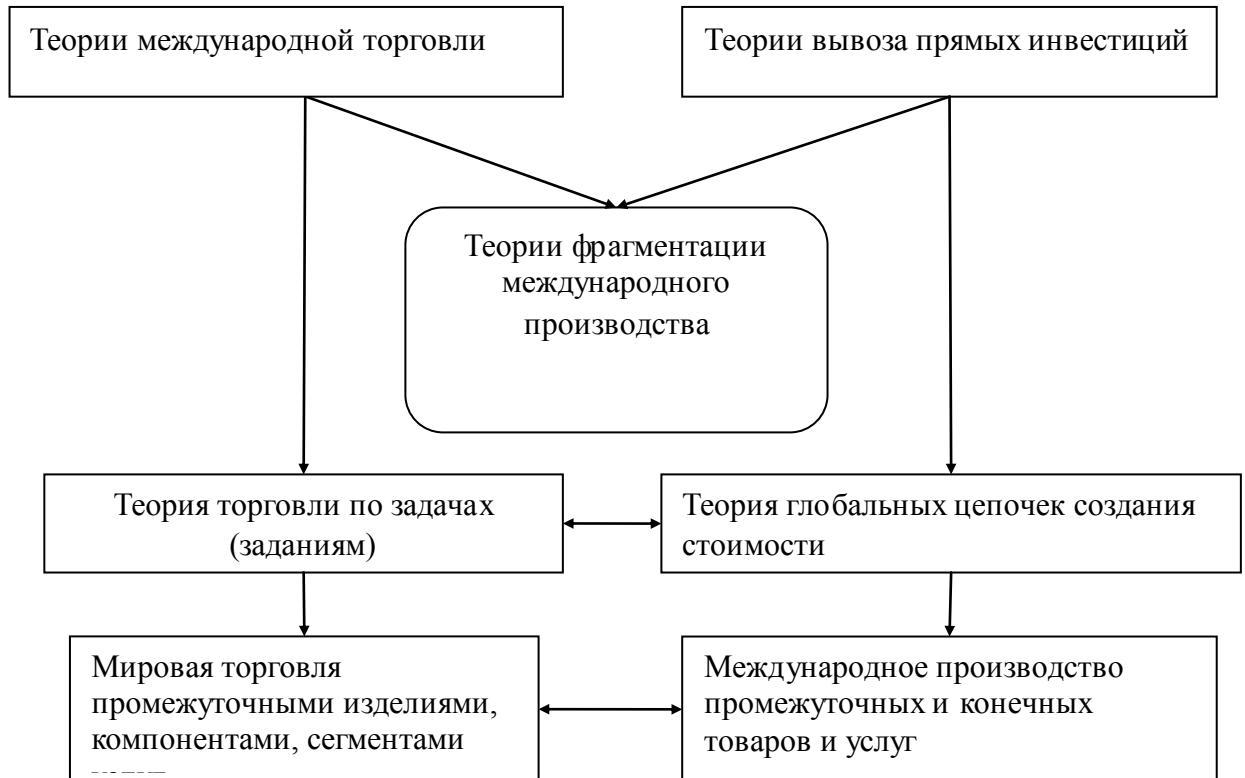 Теории международной торговли
Теории вывоза прямых инвестиций
Теории фрагментации
международного
производства
Теория торговли по задачах
(заданиям)
Теория глобальных цепочек создания
стоимости
Мировая торговля
промежуточными изделиями,
компонентами, сегментами
Международное производство
промежуточных и конечных
товаров и услуг